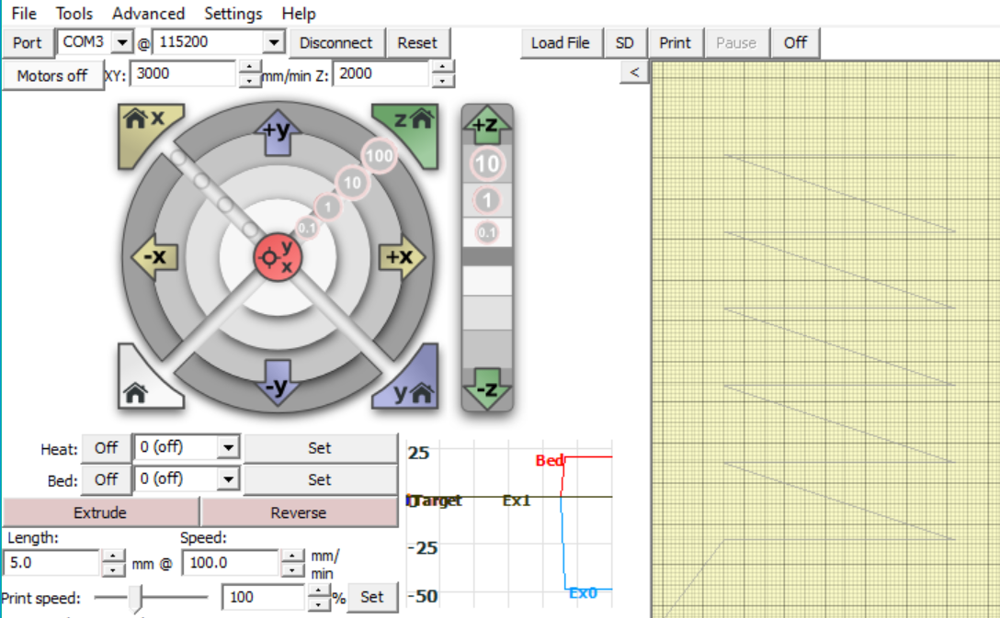 File Tools Advanced Settings Help
Port COM3 @ 115200 Disconnect Reset Load File SD Print Pause Off
Motors off XY: 3000 mm/min Z: 2000 <
x +y z +z
100 10
10 1
1 0.1
0.1
y
x
-x +x
-y y -z
Heat: Off 0 (off) Set
Bed: Off 0 (off) Set
Extrude Reverse
Length: Speed:
5.0 mm @ 100.0 mm/
min
Print speed: 100 % Set
25
Bed
Target Ex1
-25
Ex0
-50